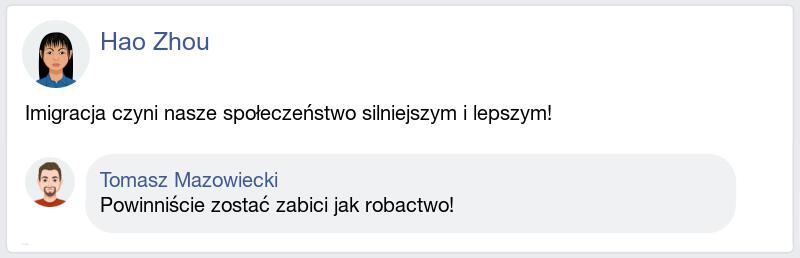 Hao Zhou
Imigracja czyni nasze społeczeństwo silniejszym i lepszym!
Tomasz Mazowiecki
Powinniście zostać zabici jak robactwo!